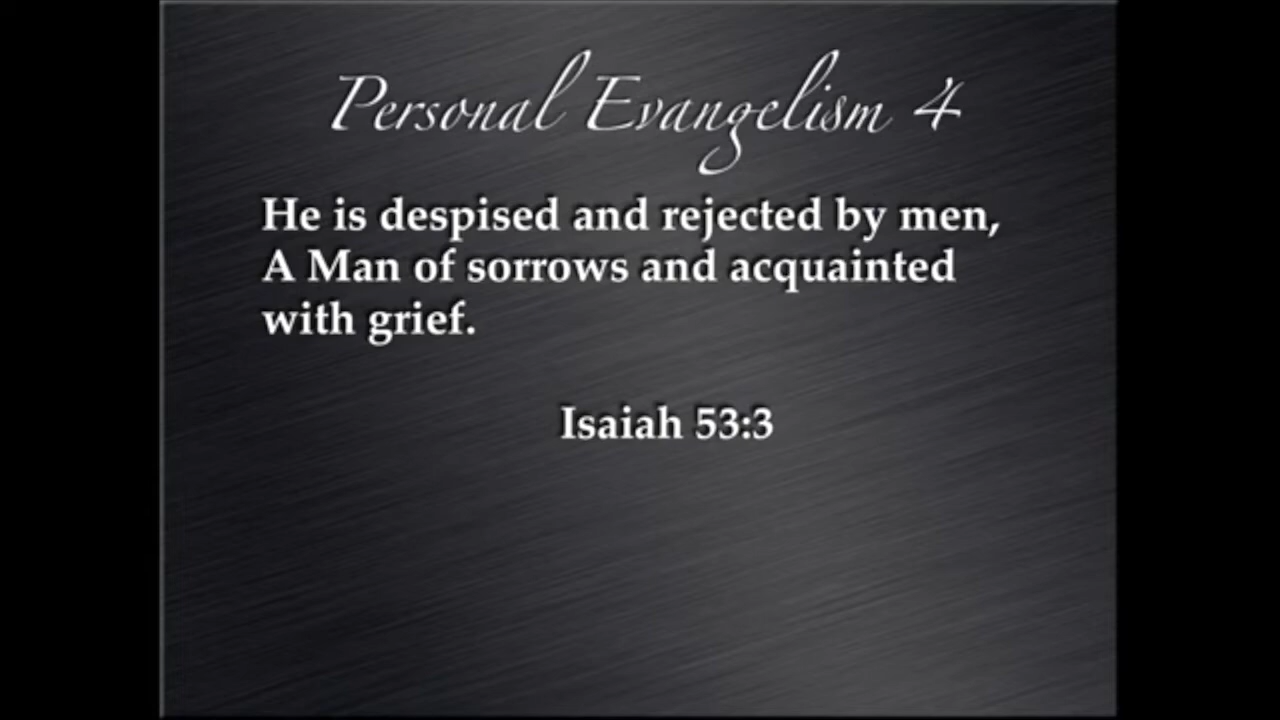 Personal Evangelism 4
He is despised and rejected by men,
A Man of sorrows and acquainted
with grief.
Isaiah 53:3